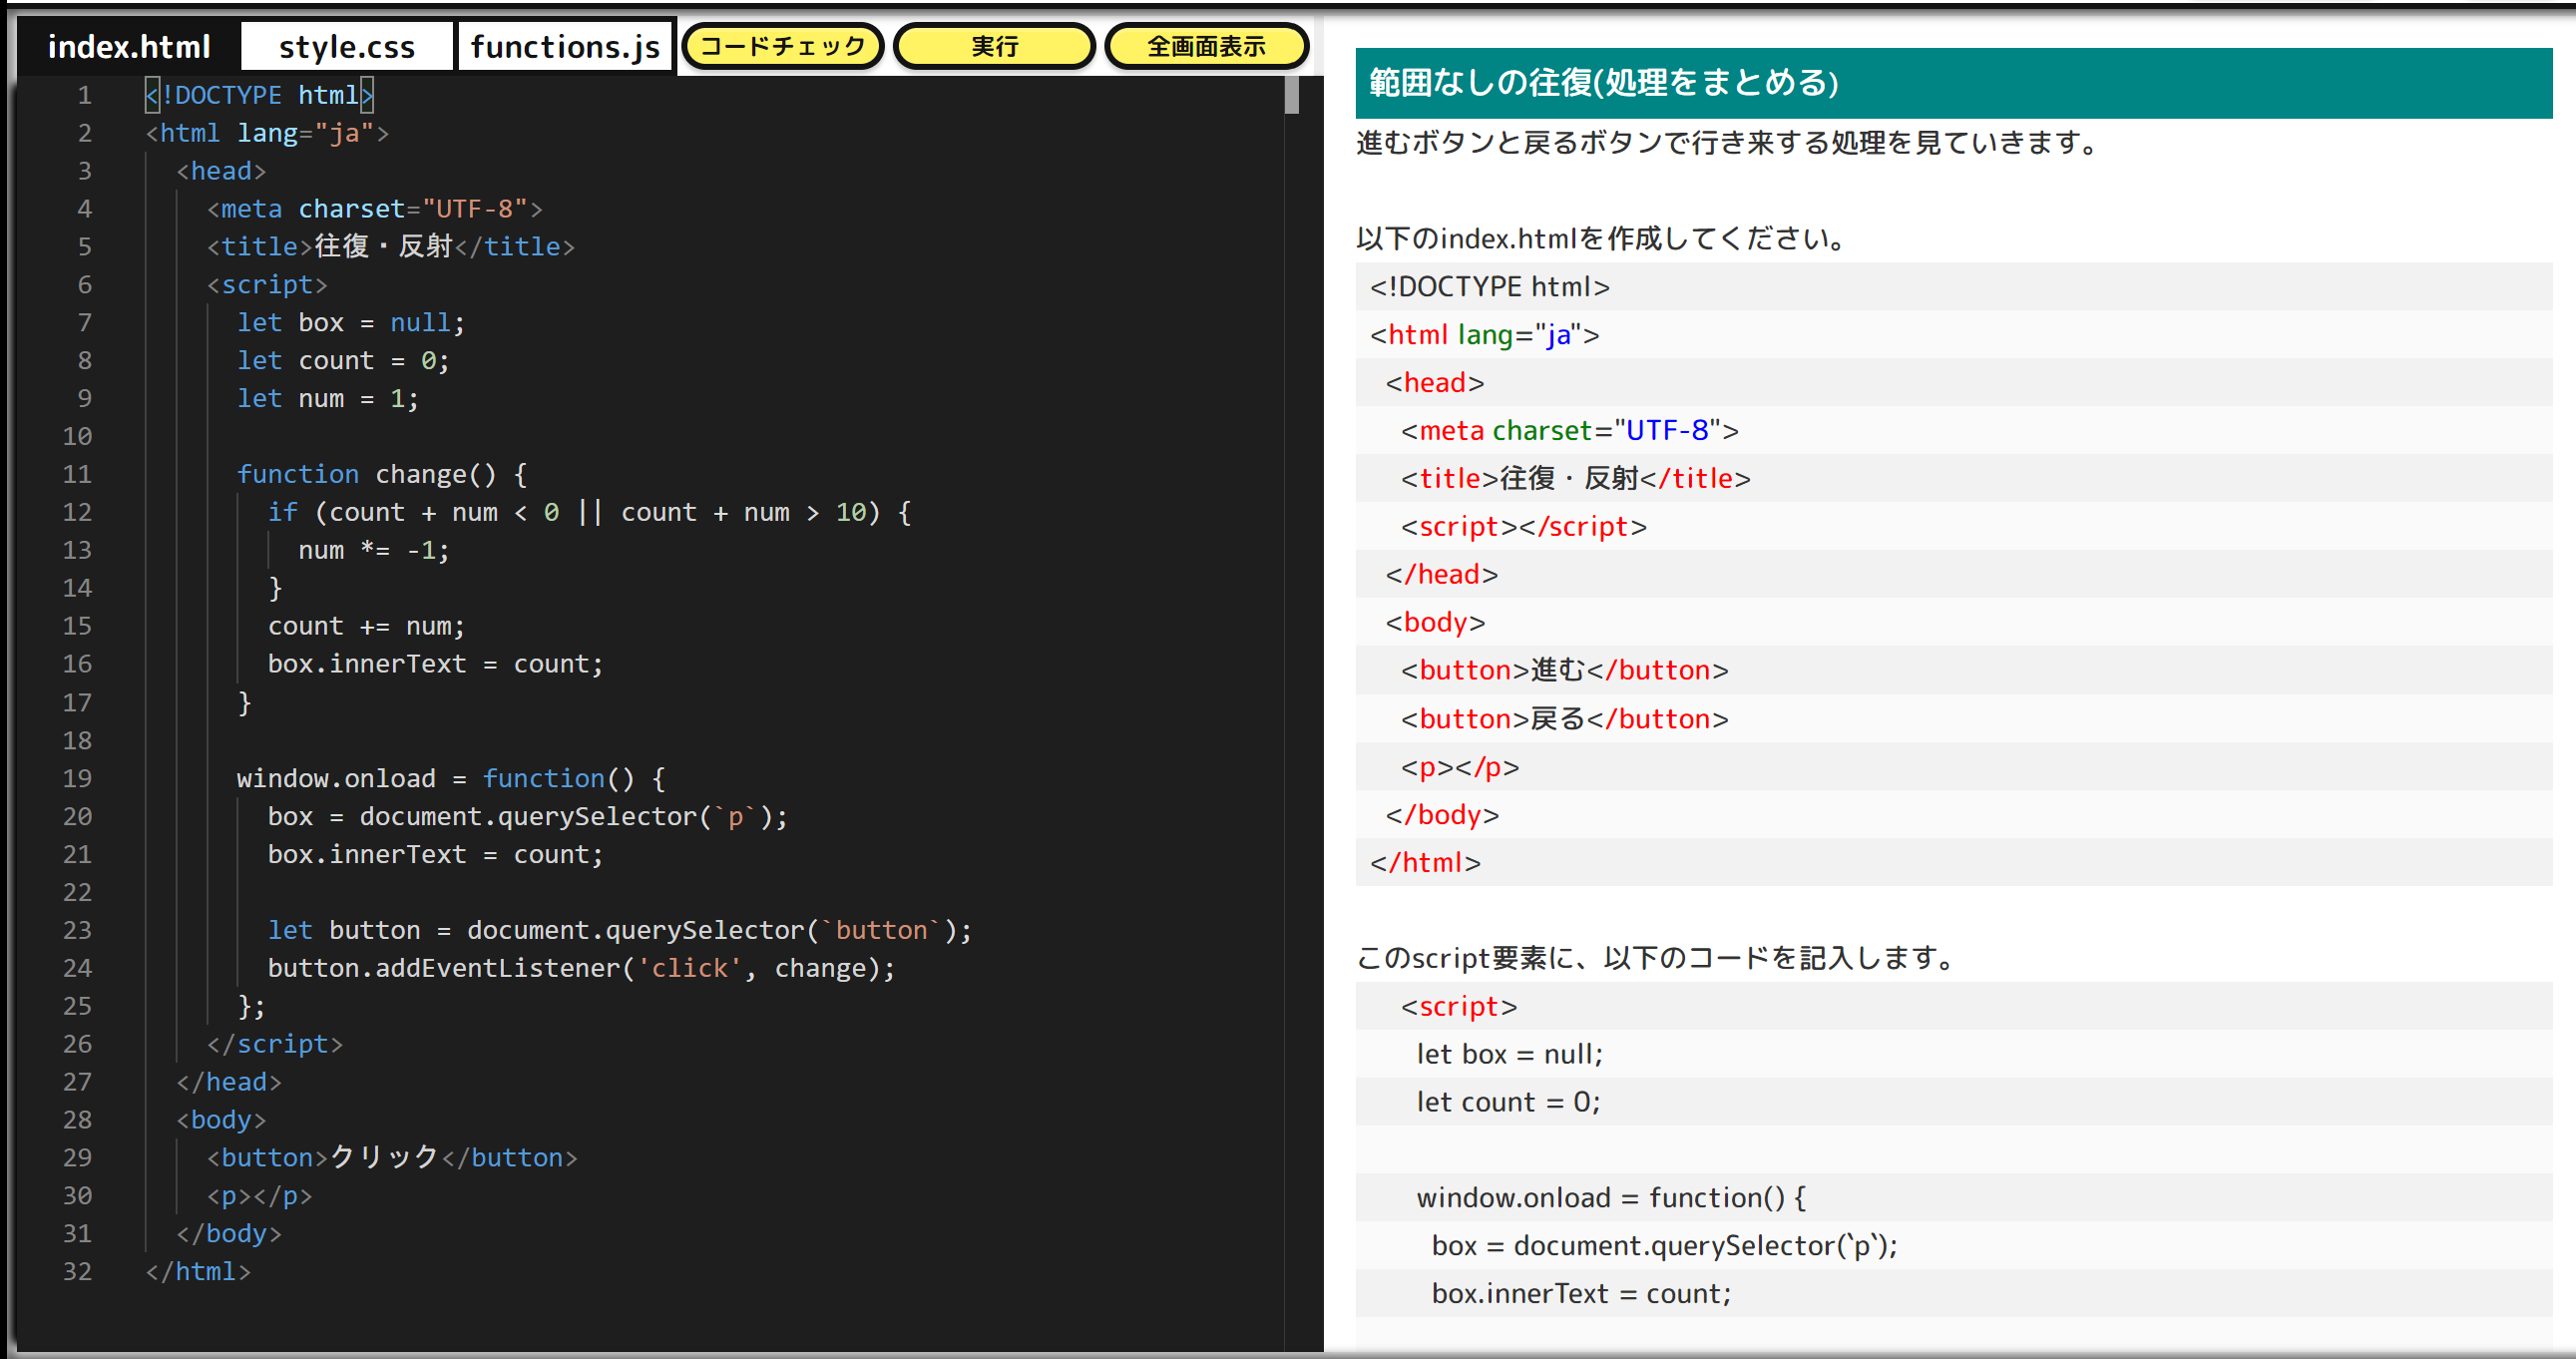 index.html style.css functions.js コードチェック 実行 全画面表示
1 <!DOCTYPE html>
2 <html lang="ja">
3 <head>
4 <meta charset="UTF-8">
5 <title>往復・反射</title>
6 <script>
7 let box = null;
8 let count = 0;
9 let num = 1;
10
11 function change() {
12 if (count + num < 0 || count + num > 10) {
13 num *= -1;
14 }
15 count += num;
16 box.innerText = count;
17 }
18
19 window.onload = function() {
20 box = document.querySelector(`p`);
21 box.innerText = count;
22
23 let button = document.querySelector(`button`);
24 button.addEventListener('click', change);
25 };
26 </script>
27 </head>
28 <body>
29 <button>クリック</button>
30 <p></p>
31 </body>
32 </html>
範囲なしの往復(処理をまとめる)
進むボタンと戻るボタンで行き来する処理を見ていきます。
以下のindex.htmlを作成してください。
<!DOCTYPE html>
<html lang="ja">
<head>
<meta charset="UTF-8">
<title>往復・反射</title>
<script></script>
</head>
<body>
<button>進む</button>
<button>戻る</button>
<p></p>
</body>
</html>
このscript要素に、以下のコードを記入します。
<script>
let box = null;
let count = 0;
window.onload = function() {
box = document.querySelector(`p`);
box.innerText = count;